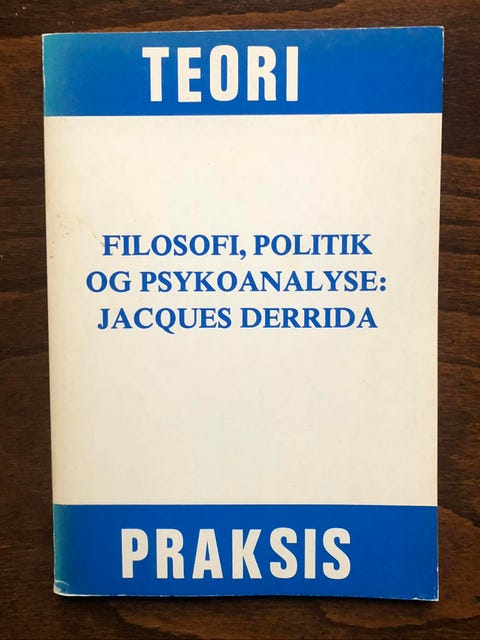 TEORI
FILOSOFI, POLITIK
OG PSYKOANALYSE:
JACQUES DERRIDA
PRAKSIS